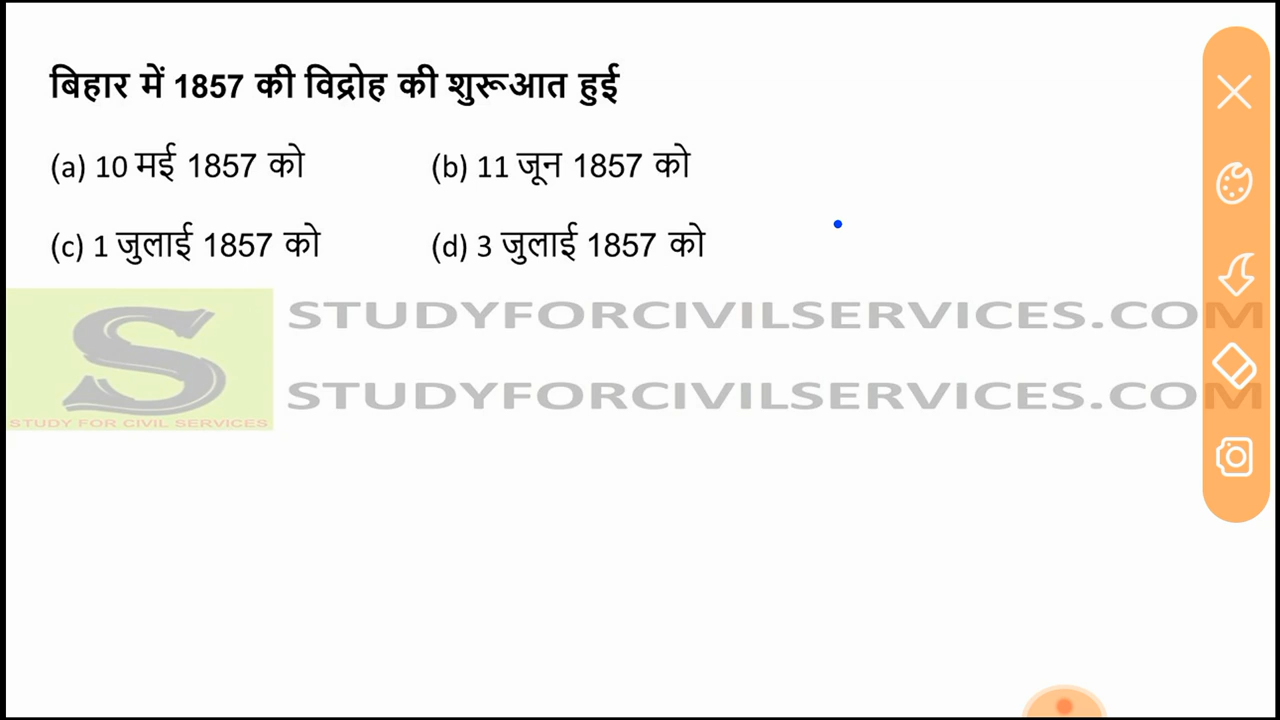 बिहार में 1857 की विद्रोह की शुरूआत हुई
(a) 10 मई 1857 को (b) 11 जून 1857 को
(c) 1 जुलाई 1857 को (d) 3 जुलाई 1857 को
STUDYFORCIVILSERVICES.COM
STUDYFORCIVILSERVICES.COM
S
STUDY FOR CIVIL SERVICES